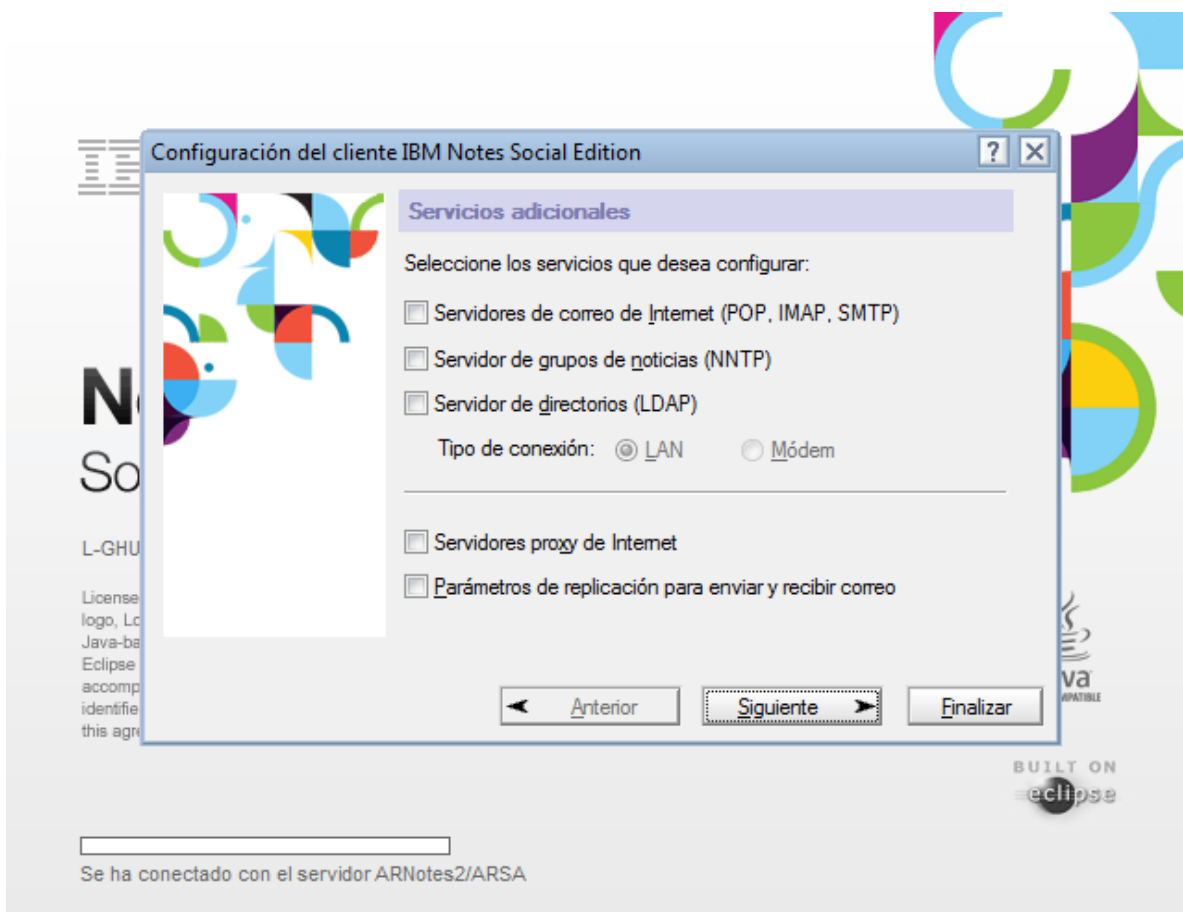 Configuración del cliente IBM Notes Social Edition
?
Servicios adicionales
Seleccione los servicios que desea configurar:
Servidores de correo de Internet (POP, IMAP, SMTP)
Servidor de grupos de noticias (NNTP)
Servidor de directorios (LDAP)
Tipo de conexión: LAN Módem
Servidores proxy de Internet
Parámetros de replicación para enviar y recibir correo
Anterior Siguiente Finalizar
N
So
L-GHU
License
logo, Lo
Java-ba
Eclipse
accomp
identifie
this agre
va
MPATIBLE
BUILT ON
eclipse
Se ha conectado con el servidor ARNotes2/ARSA